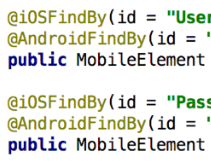 @iOSFindBy(id = "User
@AndroidFindBy(id = "
public MobileElement
@iOSFindBy(id = "Pass
@AndroidFindBy(id = "
public MobileElement